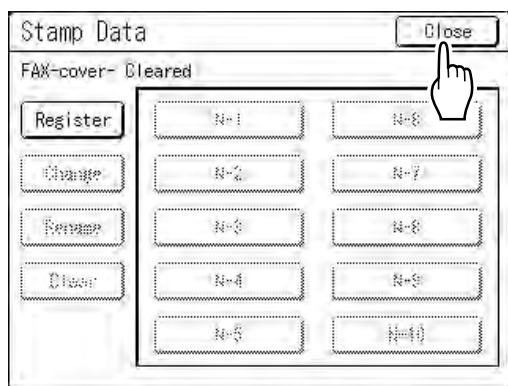 Stamp Data Close
FAX-cover- Cleared
Register N-1 N-6
Change N-2 N-7
Rename N-3 N-8
Clear N-4 N-9
N-5 N-10